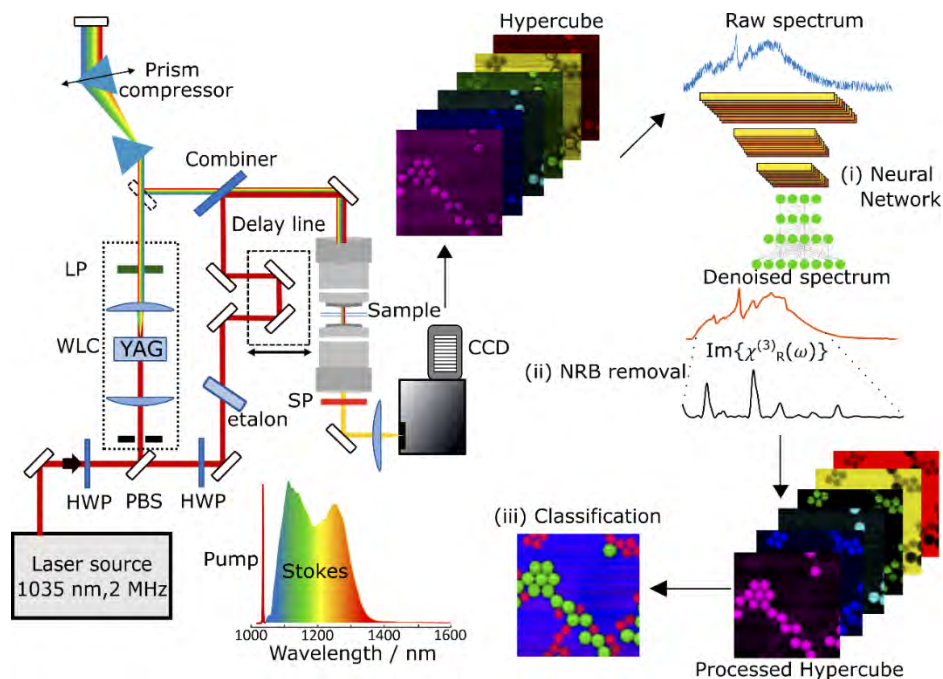 Prism
compressor
Combiner
Delay line
LP
WLC
YAG
Sample
CCD
SP
etalon
HWP
PBS
HWP
Laser source
1035 nm,2 MHz
Pump
Stokes
1000
1200
1400
1600
Wavelength / nm
Hypercube
Raw spectrum
(i) Neural
Network
Denoised spectrum
Im{χ⁽³⁾R(ω)}
(ii) NRB removal
(iii) Classification
Processed Hypercube